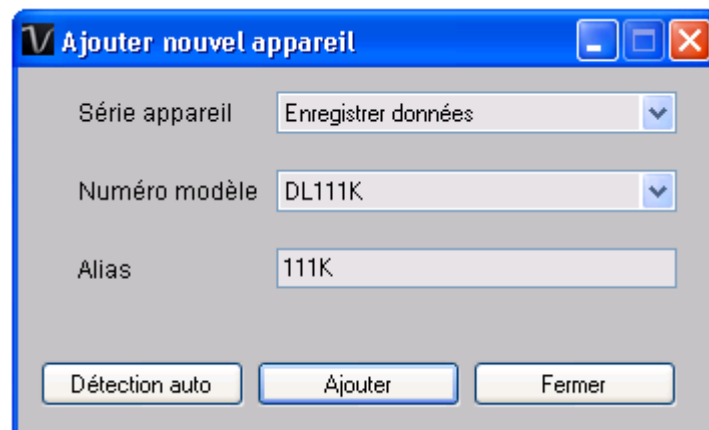 Ajouter nouvel appareil
Série appareil Enregistrer données
Numéro modèle DL111K
Alias 111K
Détection auto Ajouter Fermer